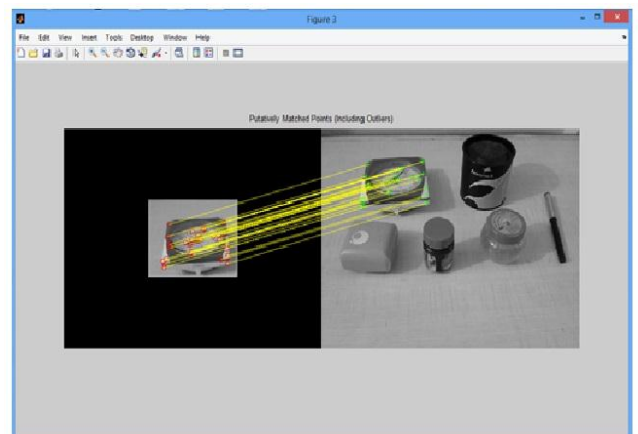 Figure 3
File Edit View Insert Tools Desktop Window Help
Putatively Matched Points (Including Outliers)